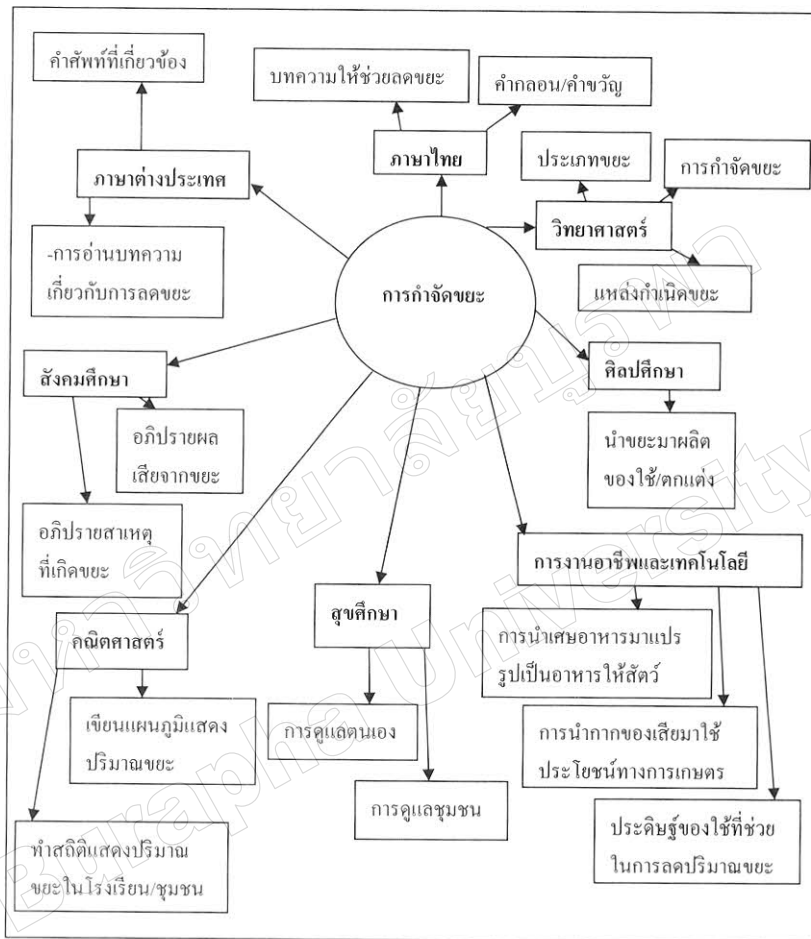 คำศัพท์ที่เกี่ยวข้อง
บทความให้ช่วยลดขยะ
คำกลอน/คำขวัญ
ภาษาต่างประเทศ
ภาษาไทย
ประเภทขยะ
การกำจัดขยะ
วิทยาศาสตร์
-การอ่านบทความ
เกี่ยวกับการลดขยะ
แหล่งกำเนิดขยะ
การกำจัดขยะ
สังคมศึกษา
อภิปรายผล
เสียจากขยะ
อภิปรายสาเหตุ
ที่เกิดขยะ
ศิลปศึกษา
นำขยะมาผลิต
ของใช้/ตกแต่ง
การงานอาชีพและเทคโนโลยี
การนำเศษอาหารมาแปร
รูปเป็นอาหารให้สัตว์
การนำกากของเสียมาใช้
ประโยชน์ทางการเกษตร
ประดิษฐ์ของใช้ที่ช่วย
ในการลดปริมาณขยะ
สุขศึกษา
การดูแลตนเอง
การดูแลชุมชน
คณิตศาสตร์
เขียนแผนภูมิแสดง
ปริมาณขยะ
ทำสถิติแสดงปริมาณ
ขยะในโรงเรียน/ชุมชน
มหาวิทยาลัยบูรพา
Burapha University